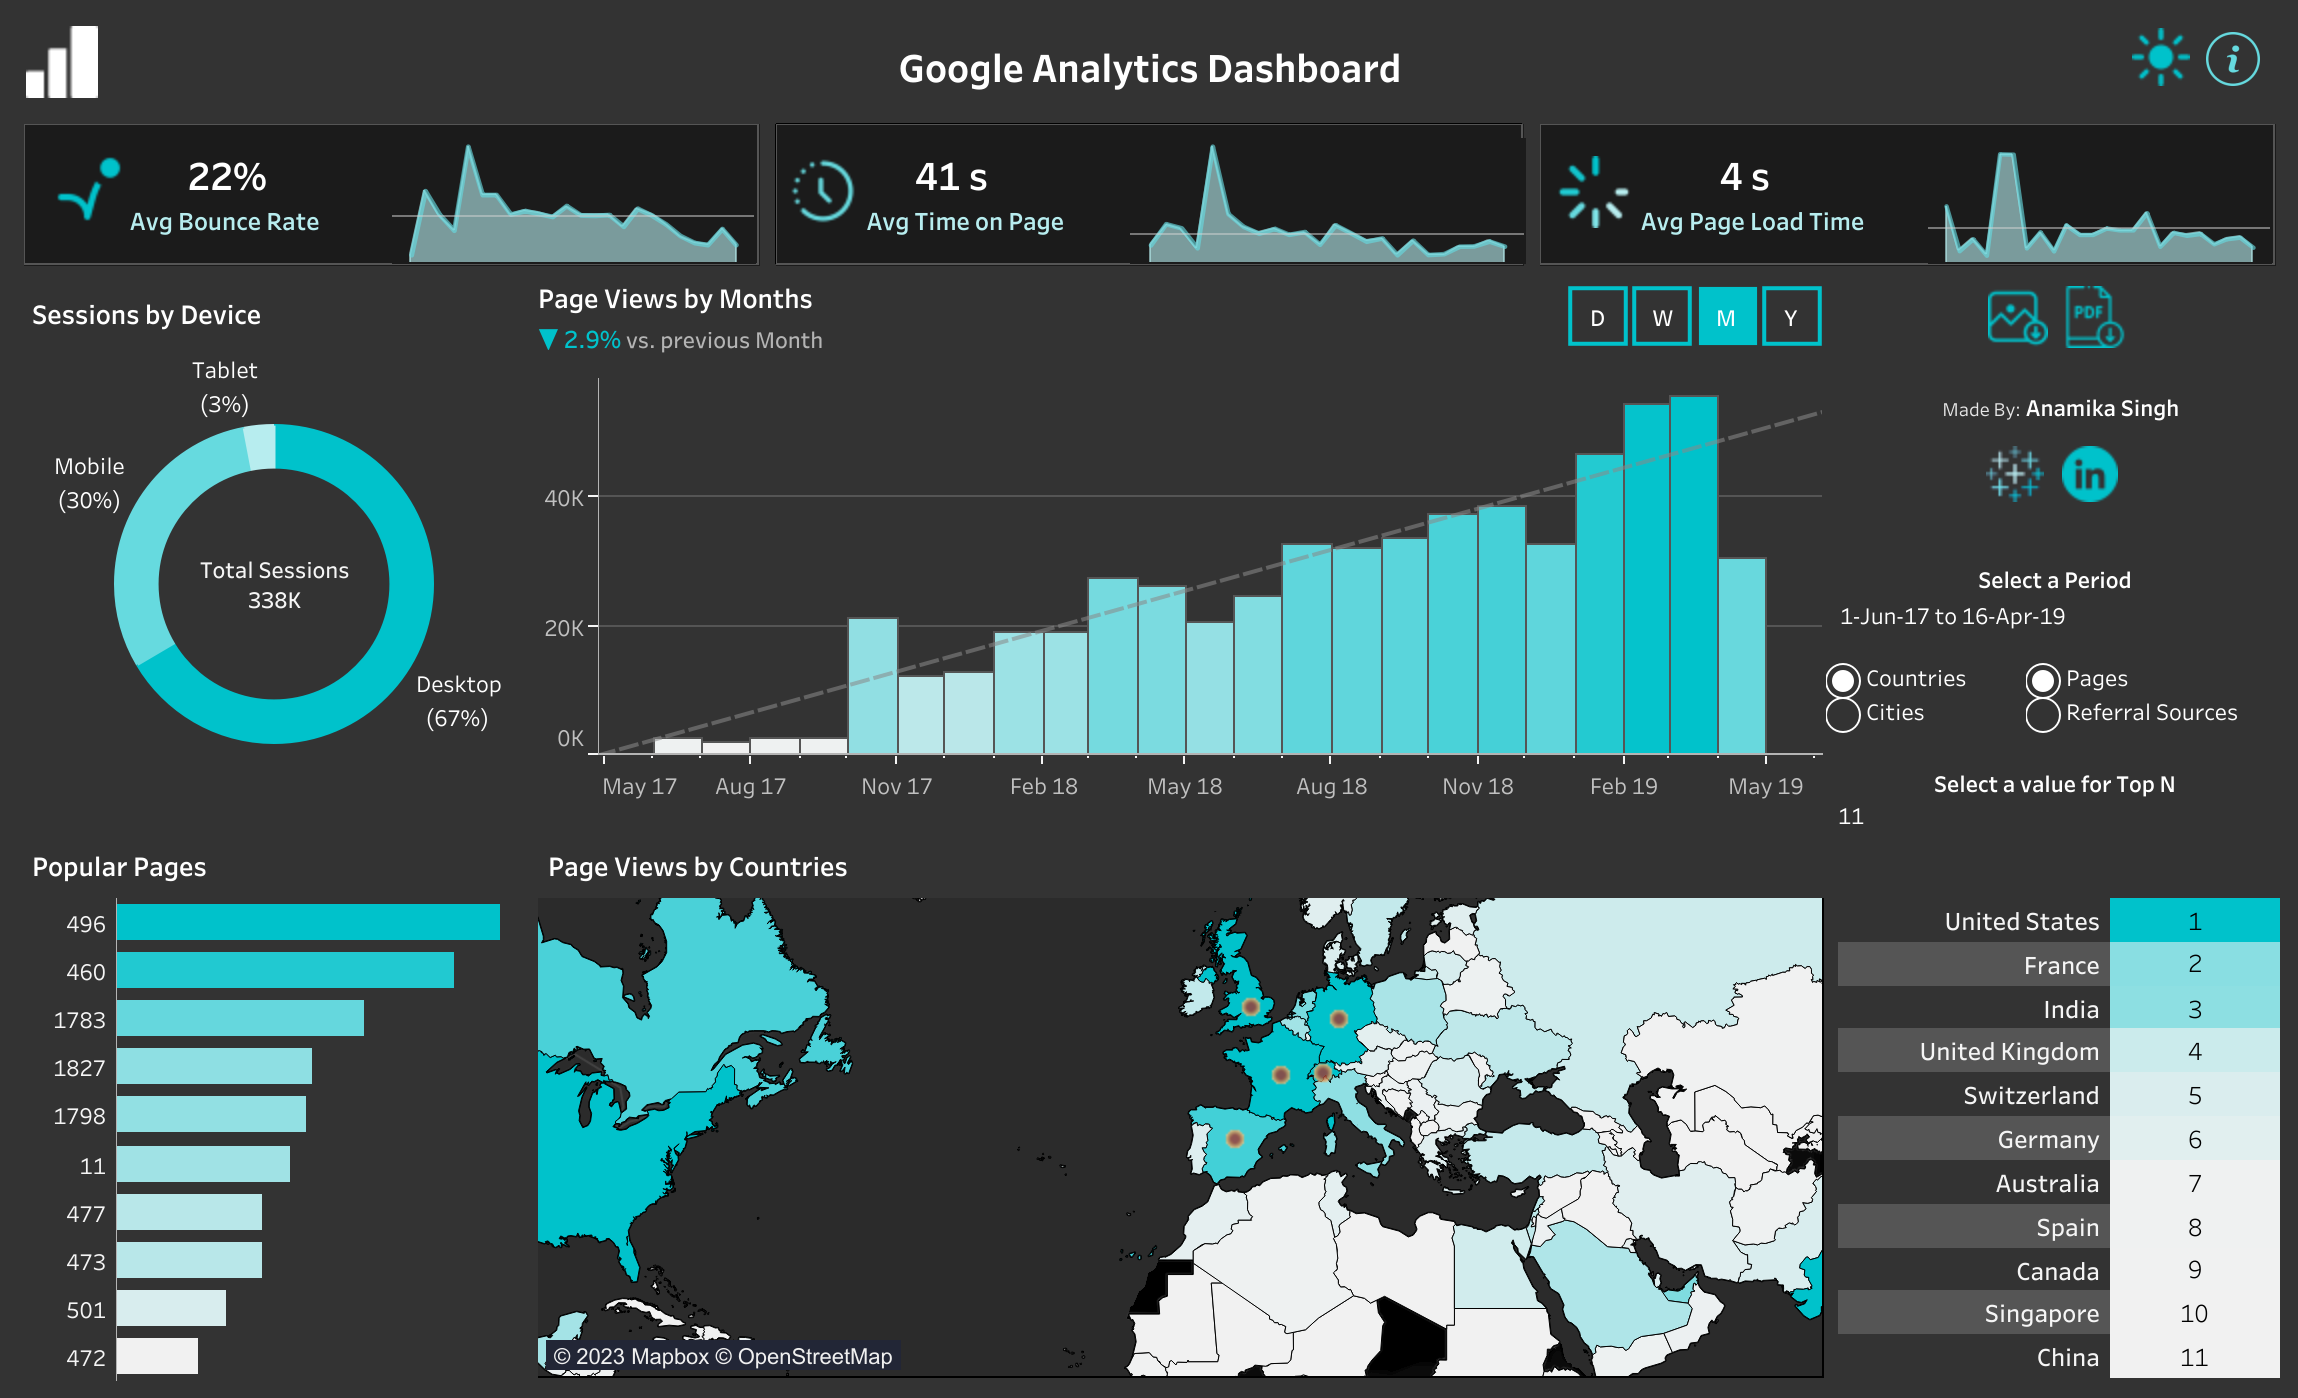 Google Analytics Dashboard
i
22%
Avg Bounce Rate
41 s
Avg Time on Page
4 s
Avg Page Load Time
Sessions by Device
Tablet
(3%)
Mobile
(30%)
Total Sessions
338K
Desktop
(67%)
Page Views by Months
▼ 2.9% vs. previous Month
D W M Y
40K
20K
0K
May 17 Aug 17 Nov 17 Feb 18 May 18 Aug 18 Nov 18 Feb 19 May 19
PDF
Made By: Anamika Singh
in
Select a Period
1-Jun-17 to 16-Apr-19
Countries Pages
Cities Referral Sources
Select a value for Top N
11
Popular Pages
496
460
1783
1827
1798
11
477
473
501
472
Page Views by Countries
© 2023 Mapbox © OpenStreetMap
United States 1
France 2
India 3
United Kingdom 4
Switzerland 5
Germany 6
Australia 7
Spain 8
Canada 9
Singapore 10
China 11